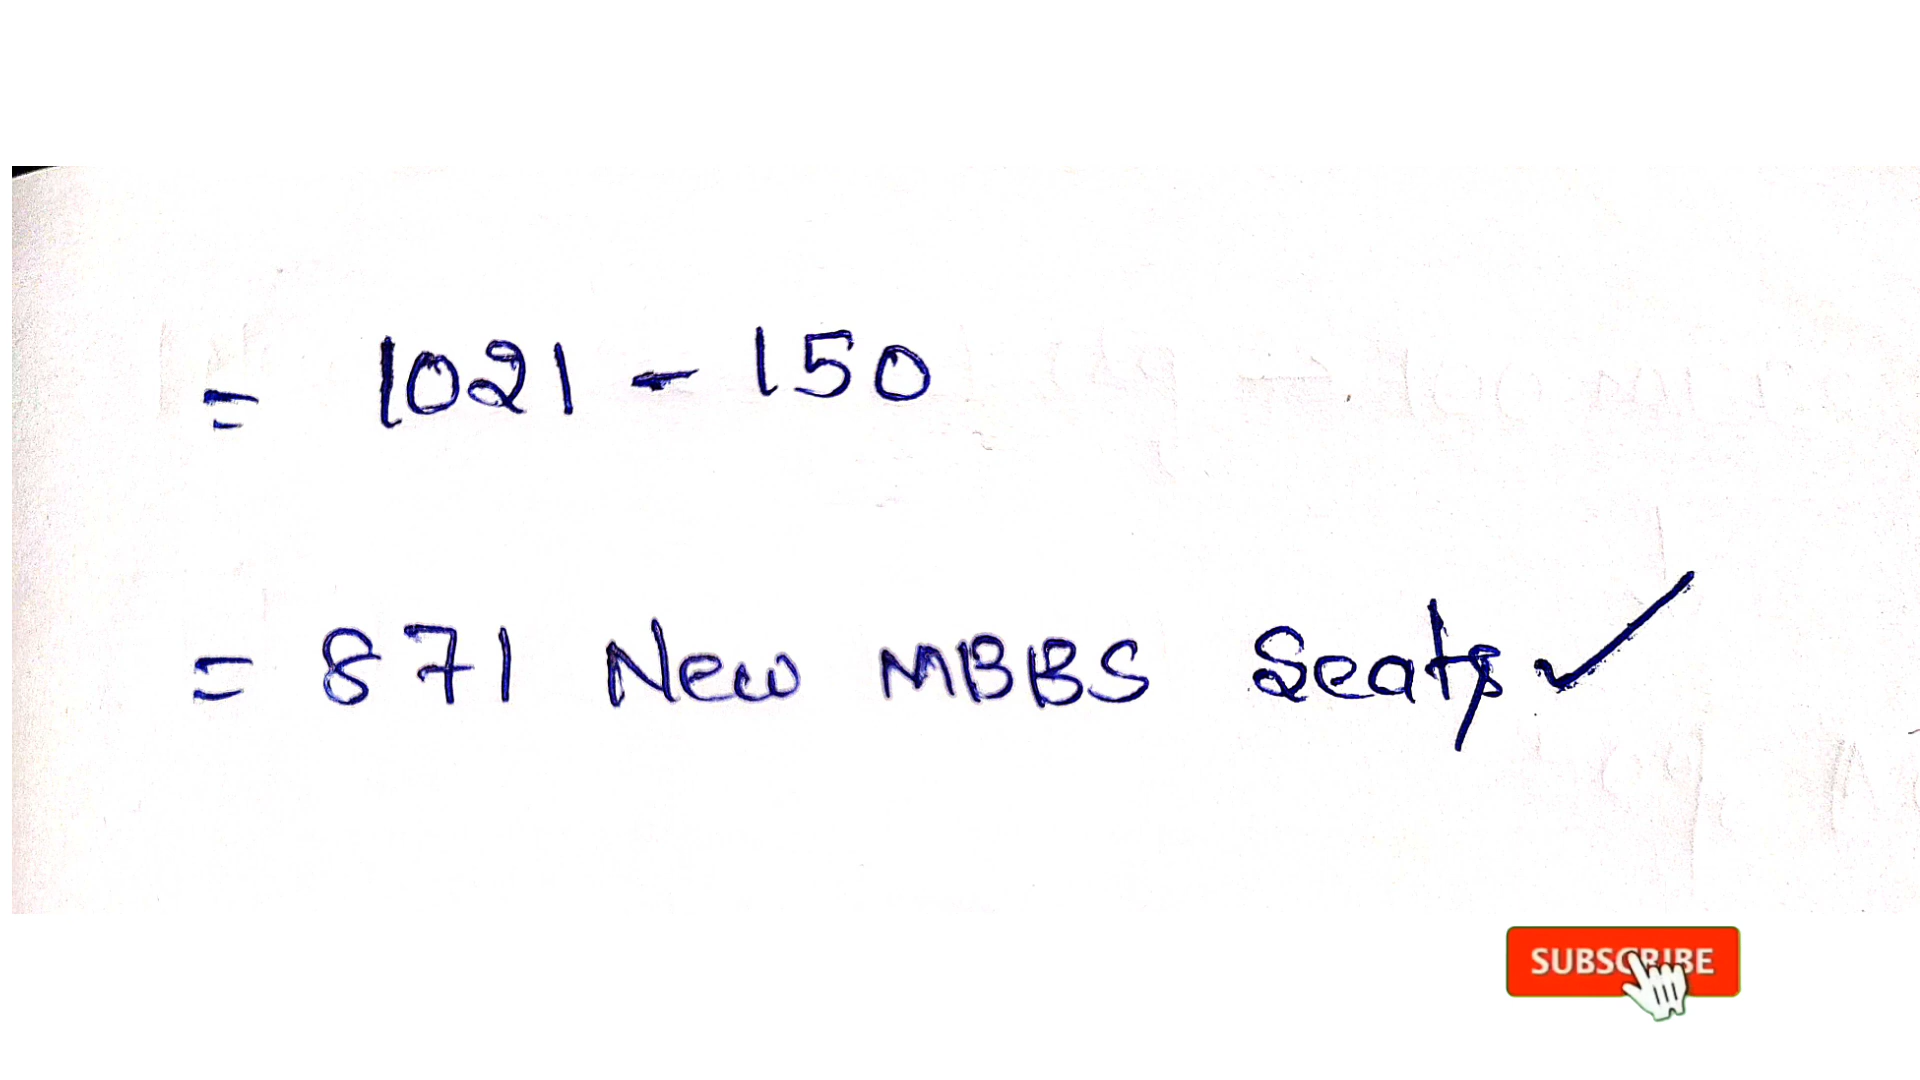 = 1021 - 150
= 871 New MBBS Seats ✓
SUBSCRIBE